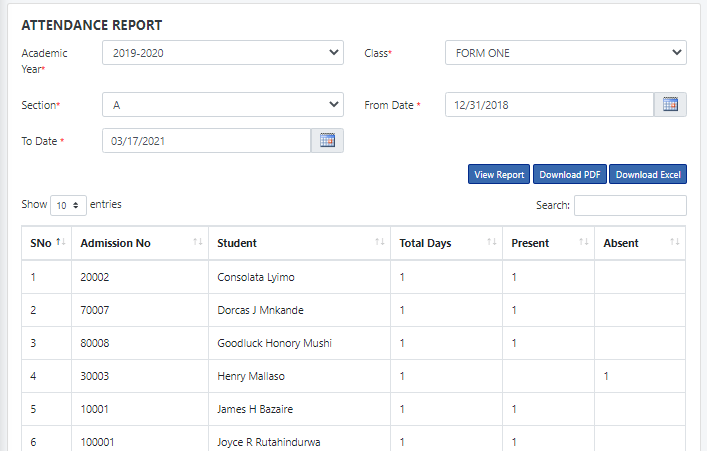 ATTENDANCE REPORT
Academic Year* 2019-2020 Class* FORM ONE
Section* A From Date * 12/31/2018
To Date * 03/17/2021
View Report Download PDF Download Excel
Show 10 entries Search:
SNo Admission No Student Total Days Present Absent
1 20002 Consolata Lyimo 1 1
2 70007 Dorcas J Mnkande 1 1
3 80008 Goodluck Honory Mushi 1 1
4 30003 Henry Mallaso 1 1
5 10001 James H Bazaire 1 1
6 100001 Joyce R Rutahindurwa 1 1